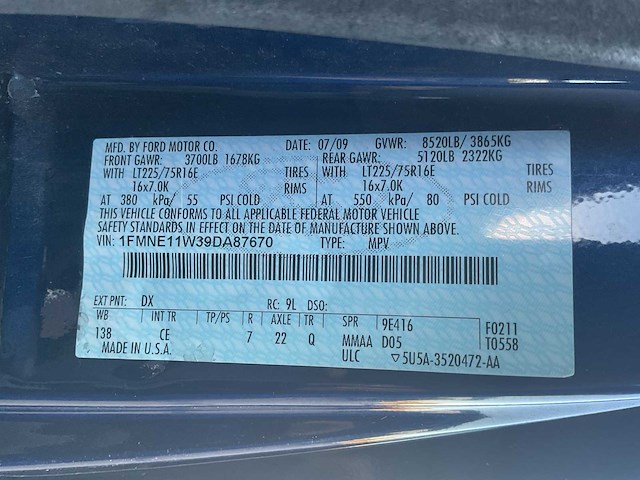 MFD. BY FORD MOTOR CO. DATE: 07/09 GVWR: 8520LB/ 3865KG
FRONT GAWR: 3700LB 1678KG REAR GAWR: 5120LB 2322KG
WITH LT225/75R16E TIRES WITH LT225/75R16E TIRES
16x7.0K RIMS 16x7.0K RIMS
AT 380 kPa/ 55 PSI COLD AT 550 kPa/ 80 PSI COLD
THIS VEHICLE CONFORMS TO ALL APPLICABLE FEDERAL MOTOR VEHICLE
SAFETY STANDARDS IN EFFECT ON THE DATE OF MANUFACTURE SHOWN ABOVE.
VIN: 1FMNE11W39DA87670 TYPE: MPV
EXT PNT: DX RC: 9L DSO:
WB INT TR TP/PS R AXLE TR SPR 9E416 F0211
138 CE 7 22 Q MMAA D05 T0558
MADE IN U.S.A. ULC ▽5U5A-3520472-AA